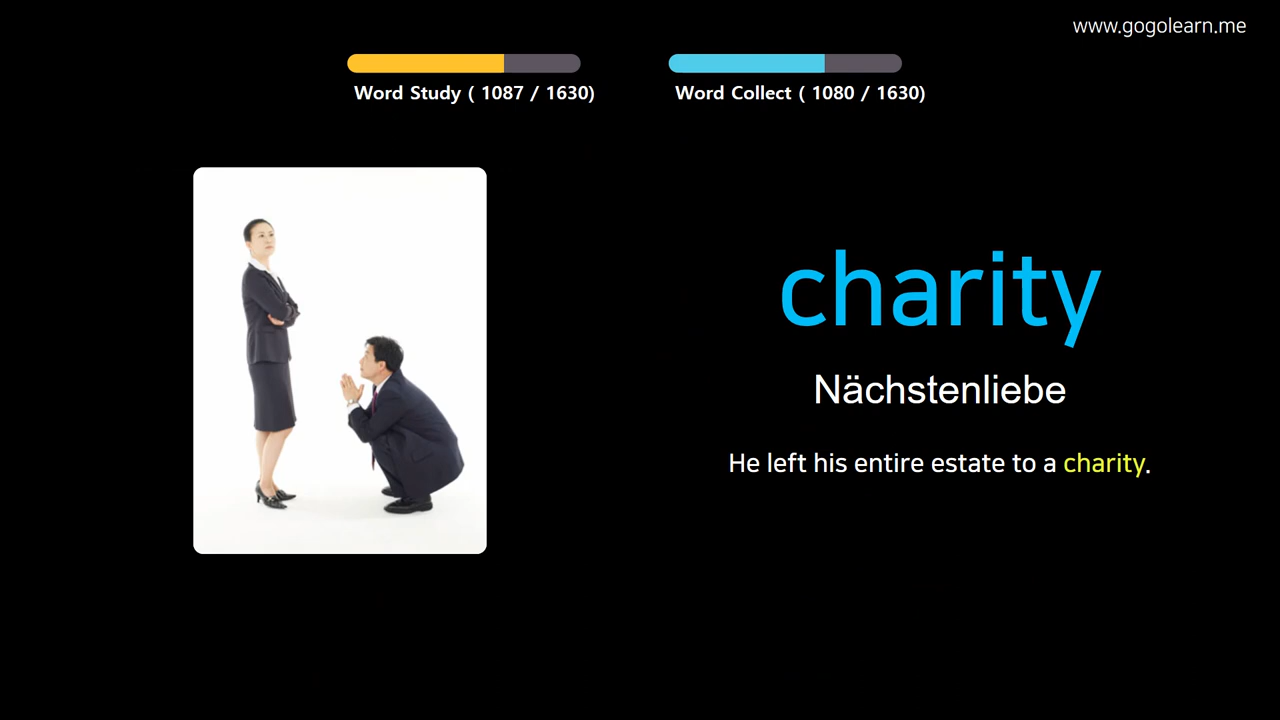 www.gogolearn.me
Word Study ( 1087 / 1630)
Word Collect ( 1080 / 1630)
charity
Nächstenliebe
He left his entire estate to a charity.